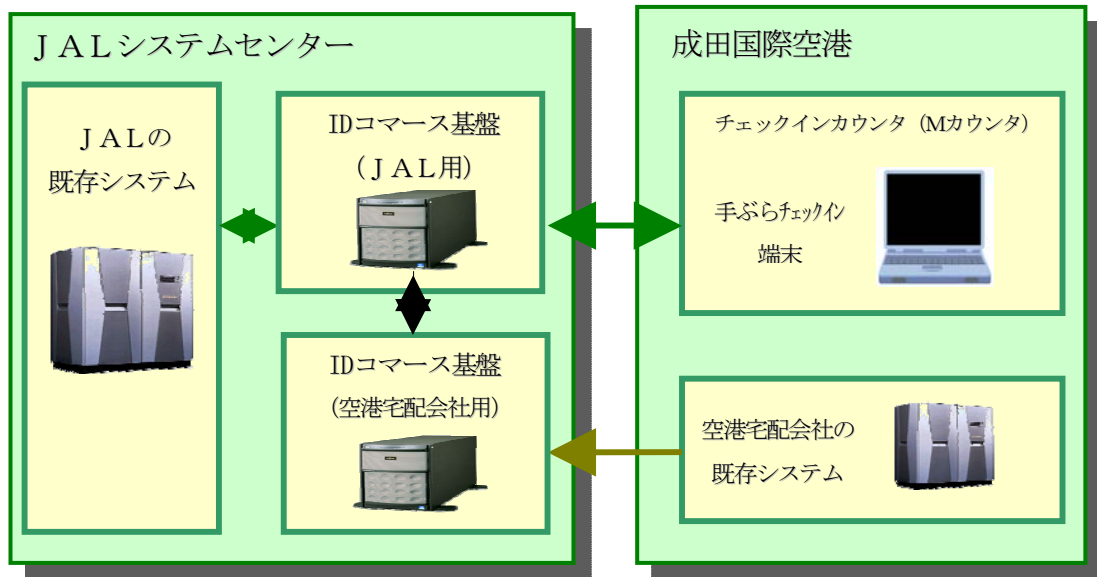 ＪＡＬシステムセンター
ＪＡＬの
既存システム
IDコマース基盤
（ＪＡＬ用）
IDコマース基盤
(空港宅配会社用)
成田国際空港
チェックインカウンタ（Mカウンタ）
手ぶらﾁｪｯｸｲﾝ
端末
空港宅配会社の
既存システム